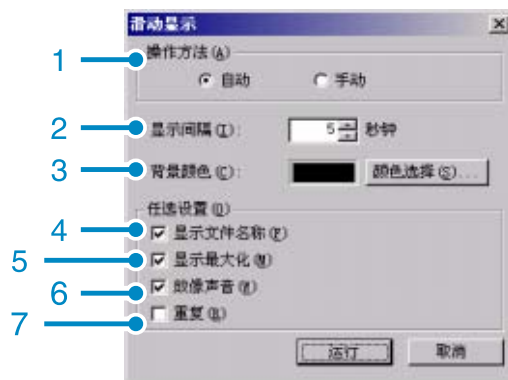 滑动显示
1
操作方法(A)
自动 手动
2
显示间隔(I): 5 秒钟
3
背景颜色(C): 颜色选择(S)...
任选设置(O)
4
显示文件名称(F)
5
显示最大化(M)
6
放像声音(V)
7
重复(R)
运行 取消